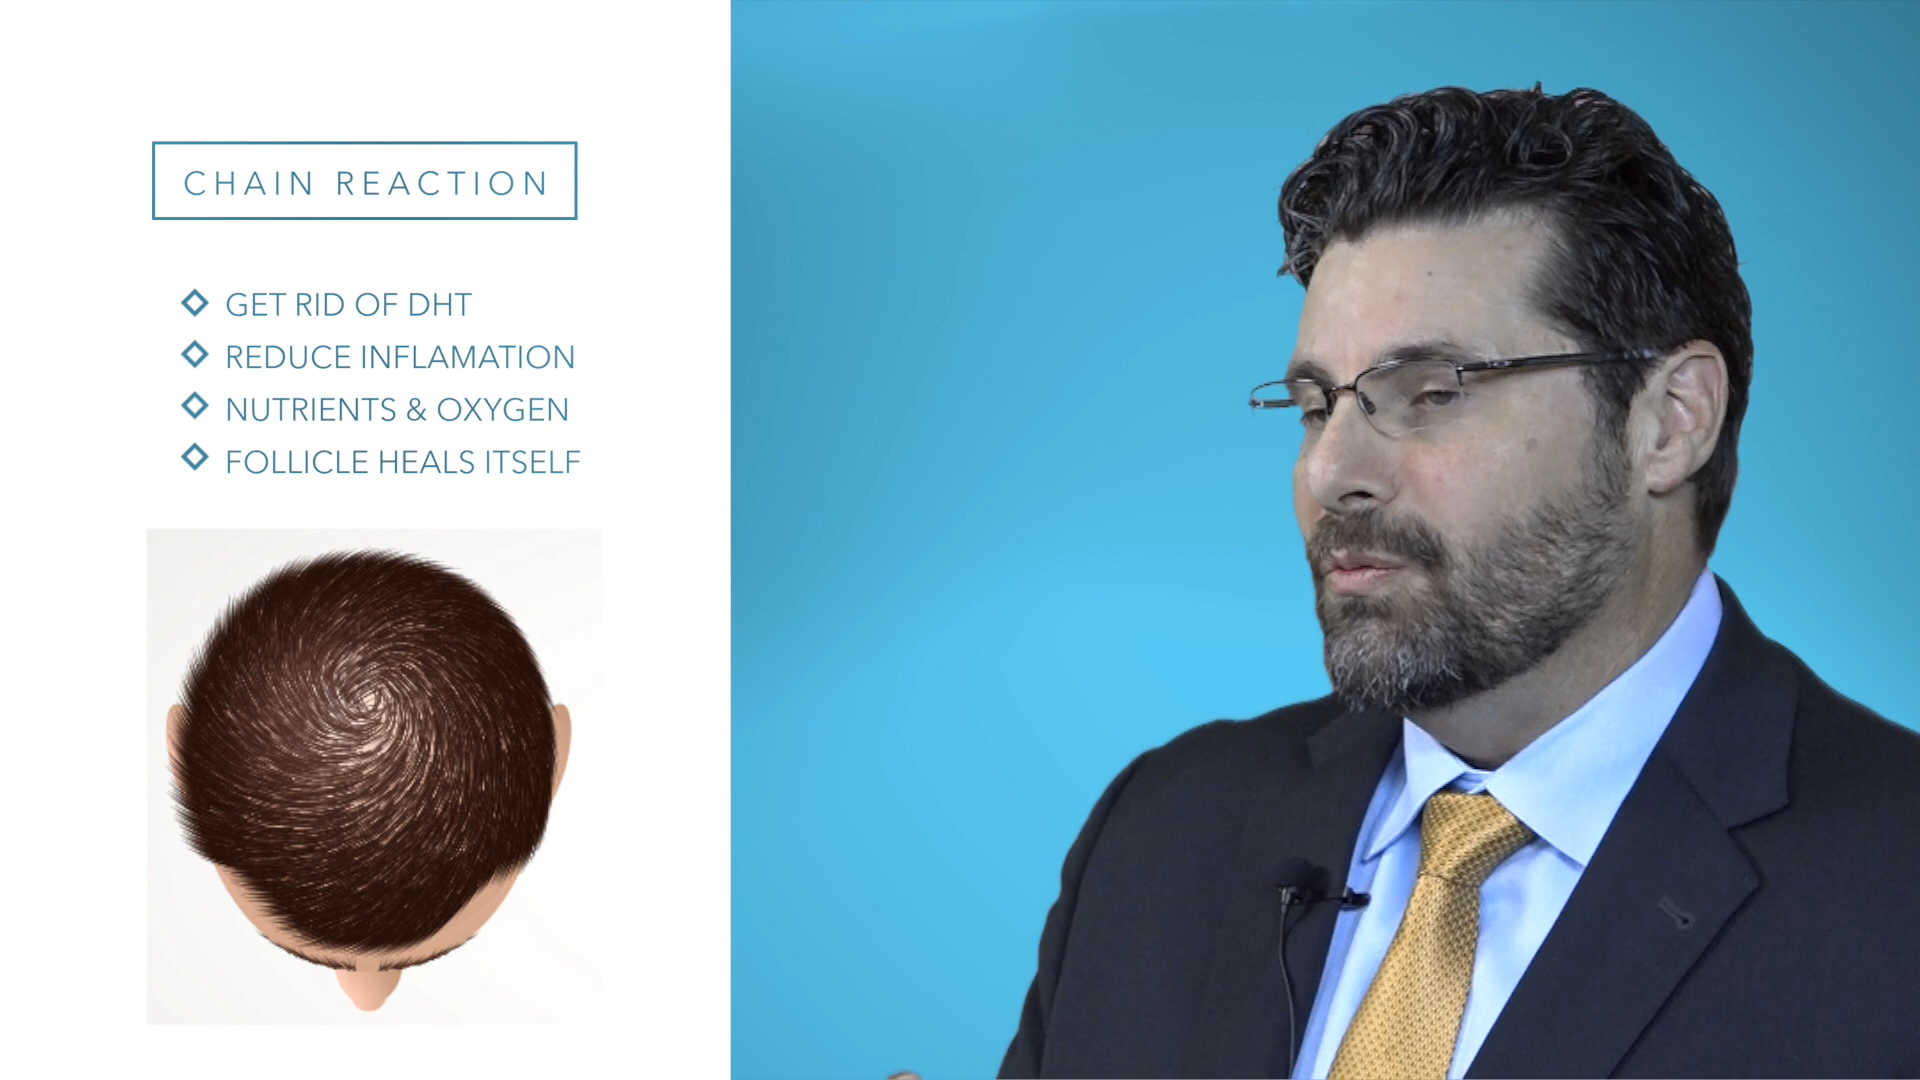 CHAIN REACTION
GET RID OF DHT
REDUCE INFLAMATION
NUTRIENTS & OXYGEN
FOLLICLE HEALS ITSELF